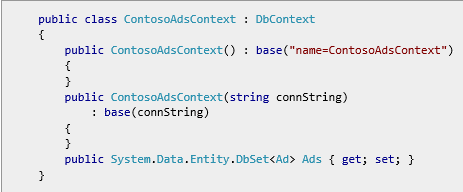 public class ContosoAdsContext : DbContext
{
public ContosoAdsContext() : base("name=ContosoAdsContext")
{
}
public ContosoAdsContext(string connString)
: base(connString)
{
}
public System.Data.Entity.DbSet<Ad> Ads { get; set; }
}